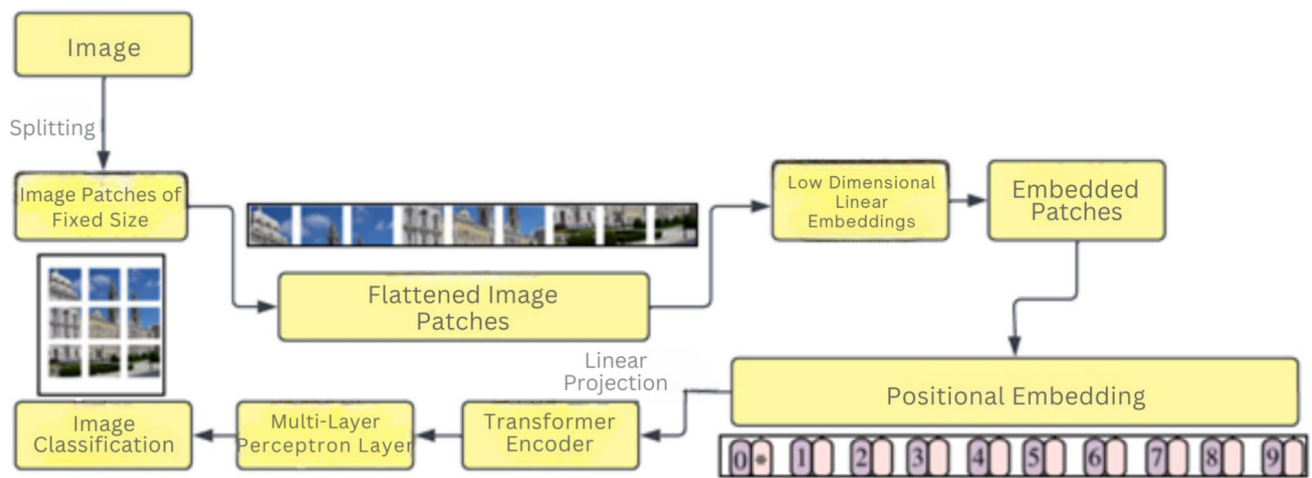 Image
Splitting
Image Patches of
Fixed Size
Flattened Image
Patches
Low Dimensional
Linear
Embeddings
Embedded
Patches
Positional Embedding
0 * 1 2 3 4 5 6 7 8 9
Linear
Projection
Transformer
Encoder
Multi-Layer
Perceptron Layer
Image
Classification